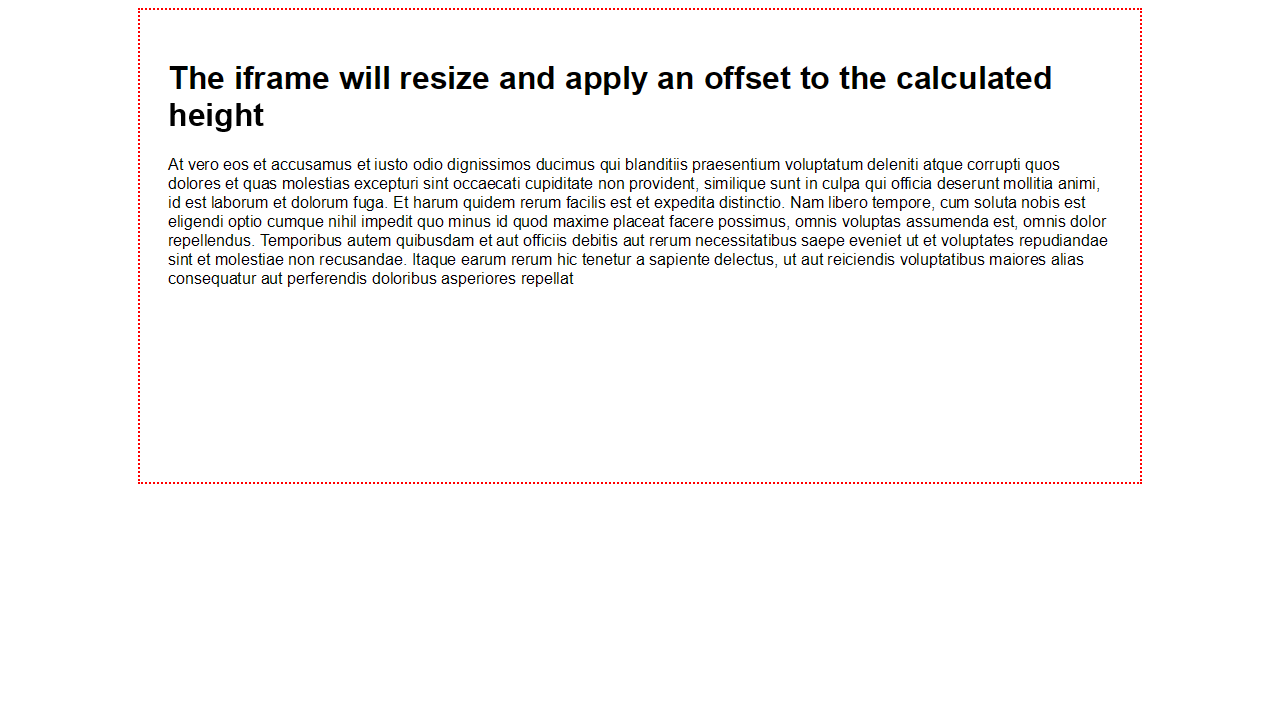 The iframe will resize and apply an offset to the calculated
height
At vero eos et accusamus et iusto odio dignissimos ducimus qui blanditiis praesentium voluptatum deleniti atque corrupti quos
dolores et quas molestias excepturi sint occaecati cupiditate non provident, similique sunt in culpa qui officia deserunt mollitia animi,
id est laborum et dolorum fuga. Et harum quidem rerum facilis est et expedita distinctio. Nam libero tempore, cum soluta nobis est
eligendi optio cumque nihil impedit quo minus id quod maxime placeat facere possimus, omnis voluptas assumenda est, omnis dolor
repellendus. Temporibus autem quibusdam et aut officiis debitis aut rerum necessitatibus saepe eveniet ut et voluptates repudiandae
sint et molestiae non recusandae. Itaque earum rerum hic tenetur a sapiente delectus, ut aut reiciendis voluptatibus maiores alias
consequatur aut perferendis doloribus asperiores repellat